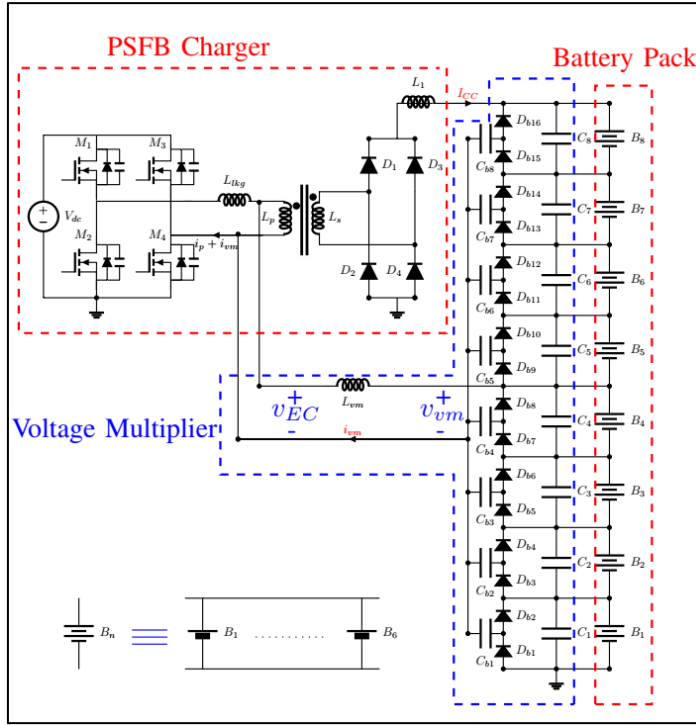 PSFB Charger
Battery Pack
L1
ICC
M1
M3
Db16
C8
B8
Cb8
Db15
Llkg
D1
D3
Db14
C7
B7
Vdc
Lp
Ls
Cb7
Db13
M2
M4
ip + ivm
D2
D4
Db12
C6
B6
Cb6
Db11
Db10
C5
B5
Cb5
Db9
Lvm
Voltage Multiplier
vEC
+
-
vvm
+
-
ivm
Db8
C4
B4
Cb4
Db7
Db6
C3
B3
Cb3
Db5
Db4
C2
B2
Cb2
Db3
Db2
C1
B1
Cb1
Db1
Bn
B1
..........
B6